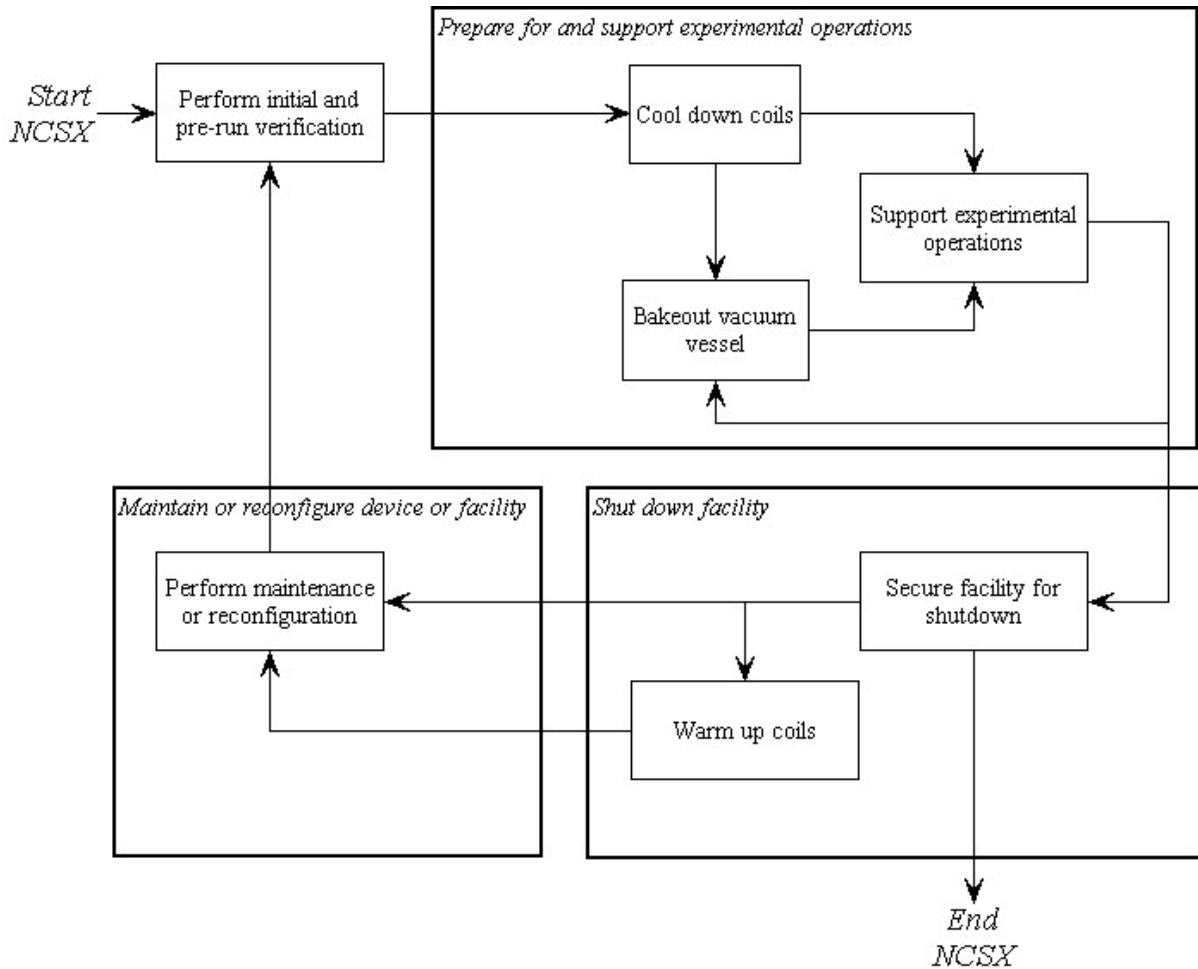 Prepare for and support experimental operations
Start
NCSX
Perform initial and
pre-run verification
Cool down coils
Support experimental
operations
Bakeout vacuum
vessel
Maintain or reconfigure device or facility
Shut down facility
Perform maintenance
or reconfiguration
Secure facility for
shutdown
Warm up coils
End
NCSX